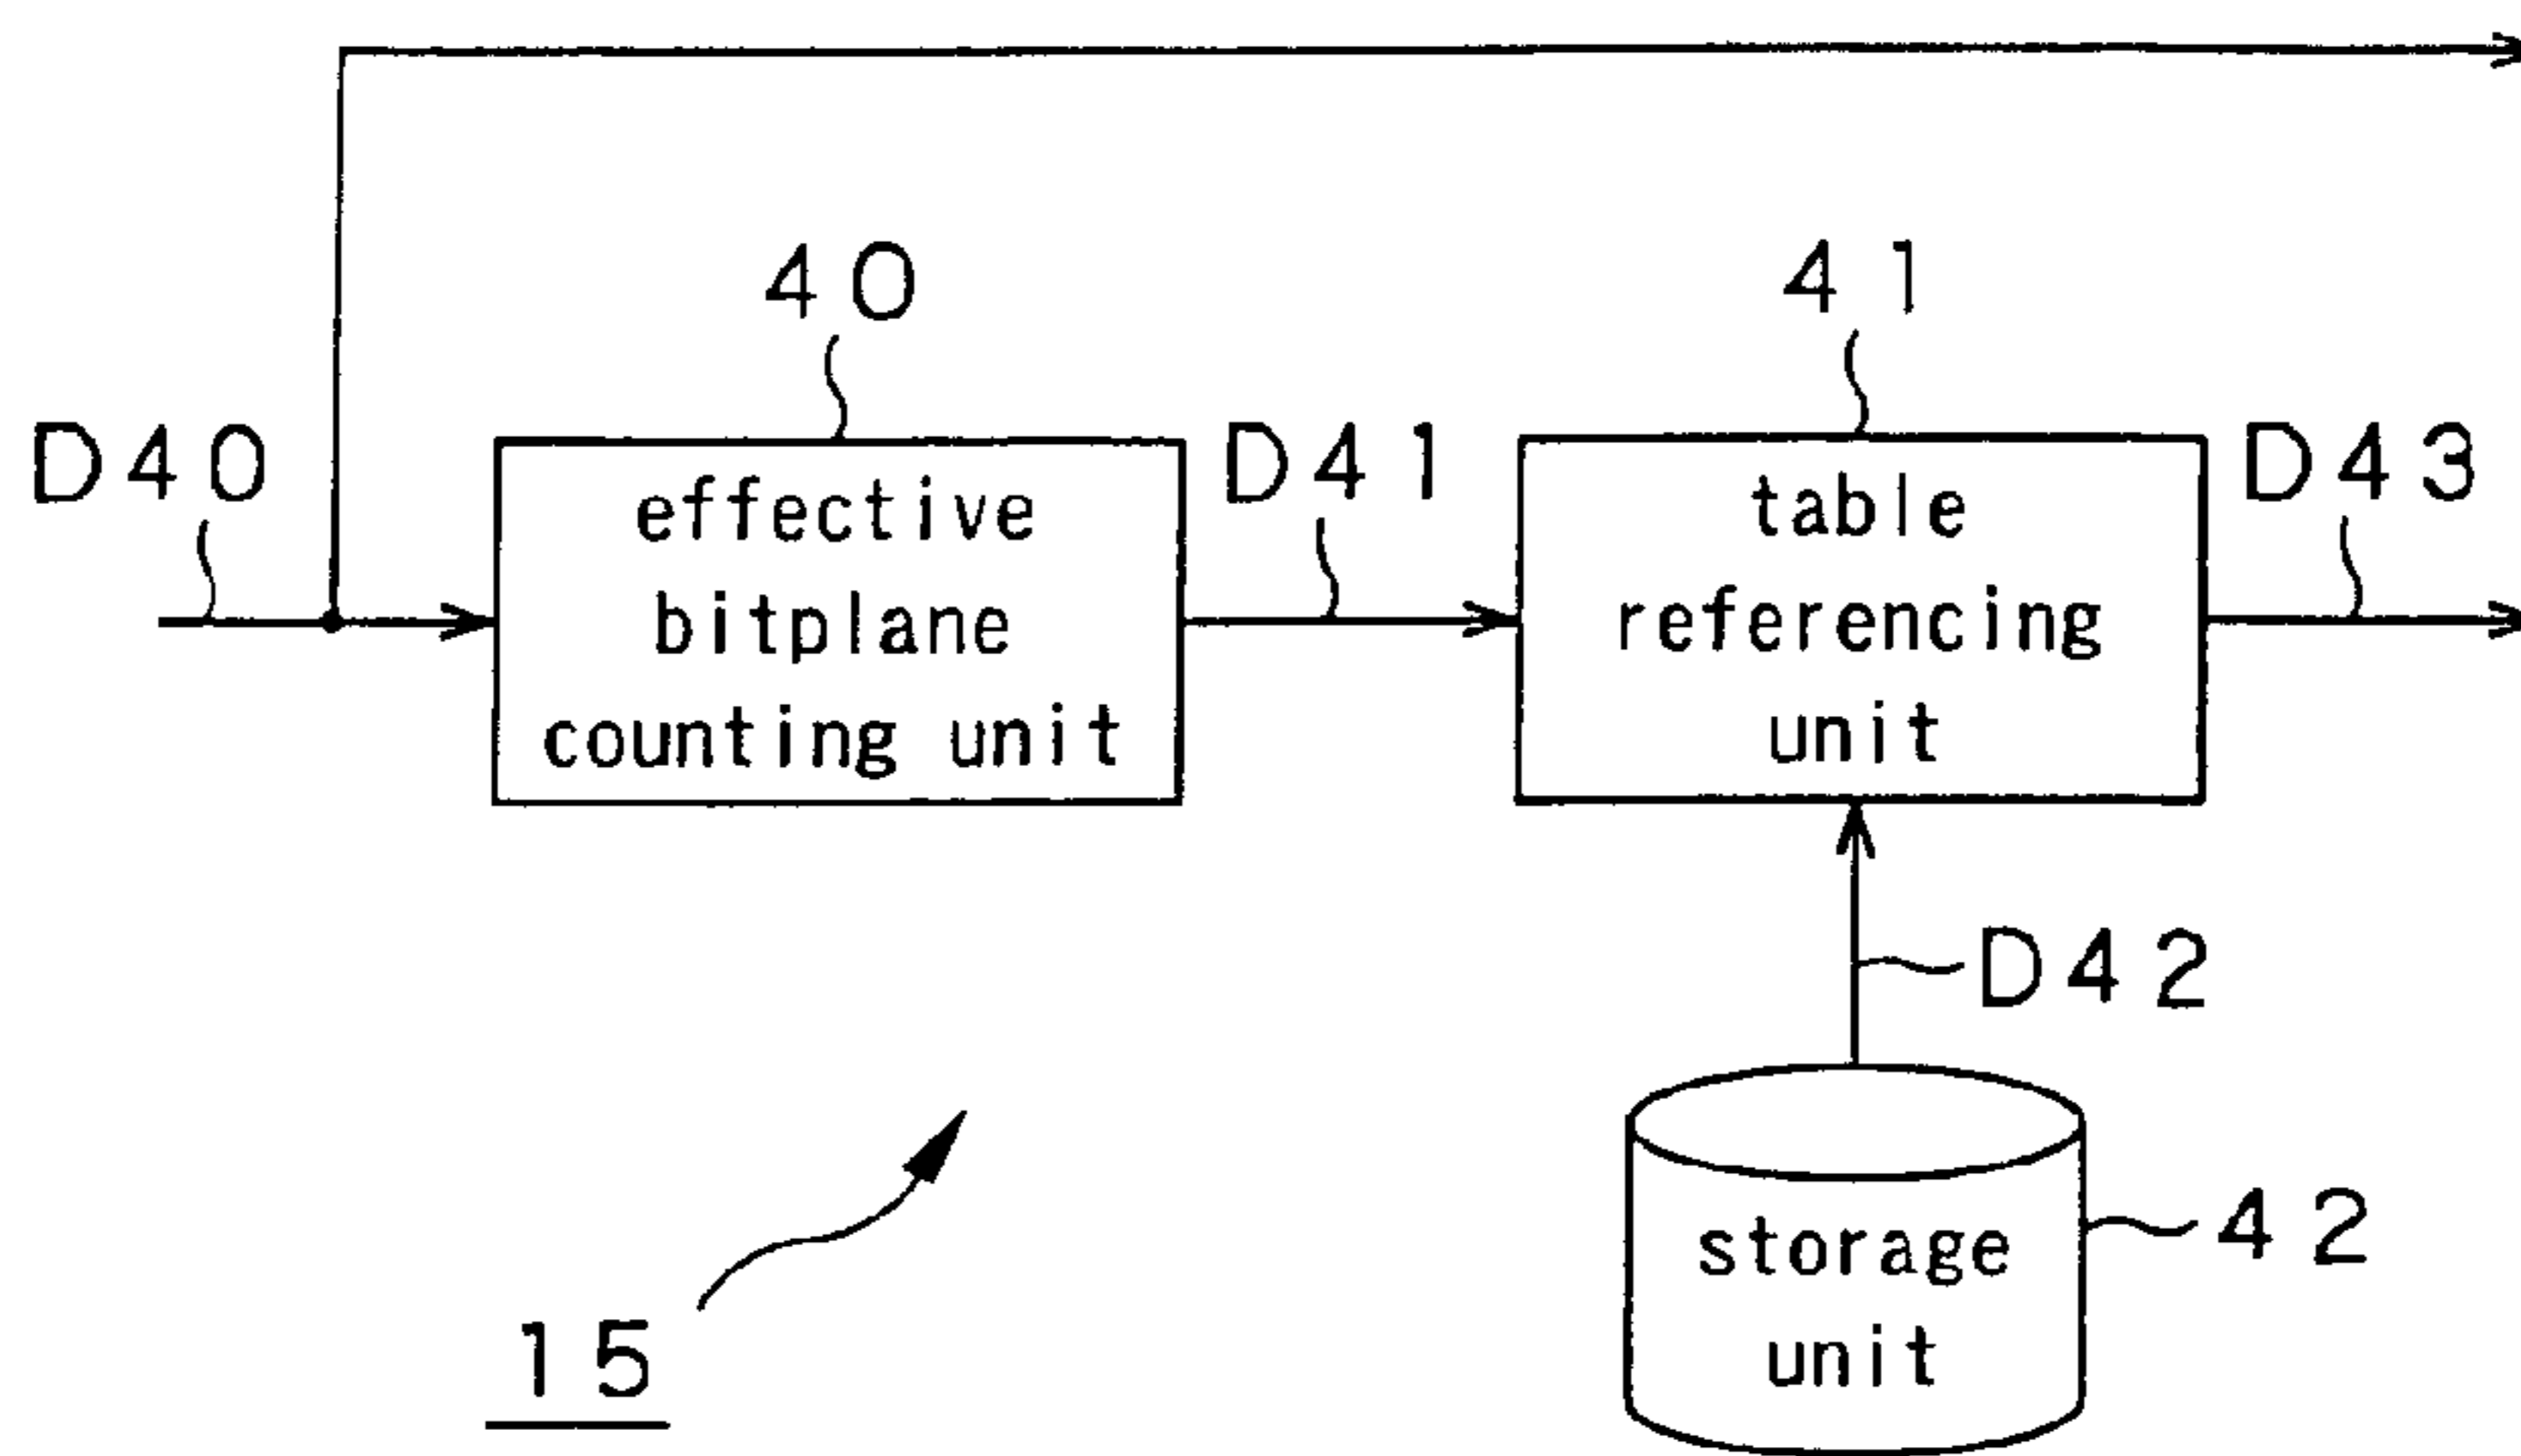 40
41
D40
D41
D43
effective
bitplane
counting unit
table
referencing
unit
D42
storage
unit
42
15